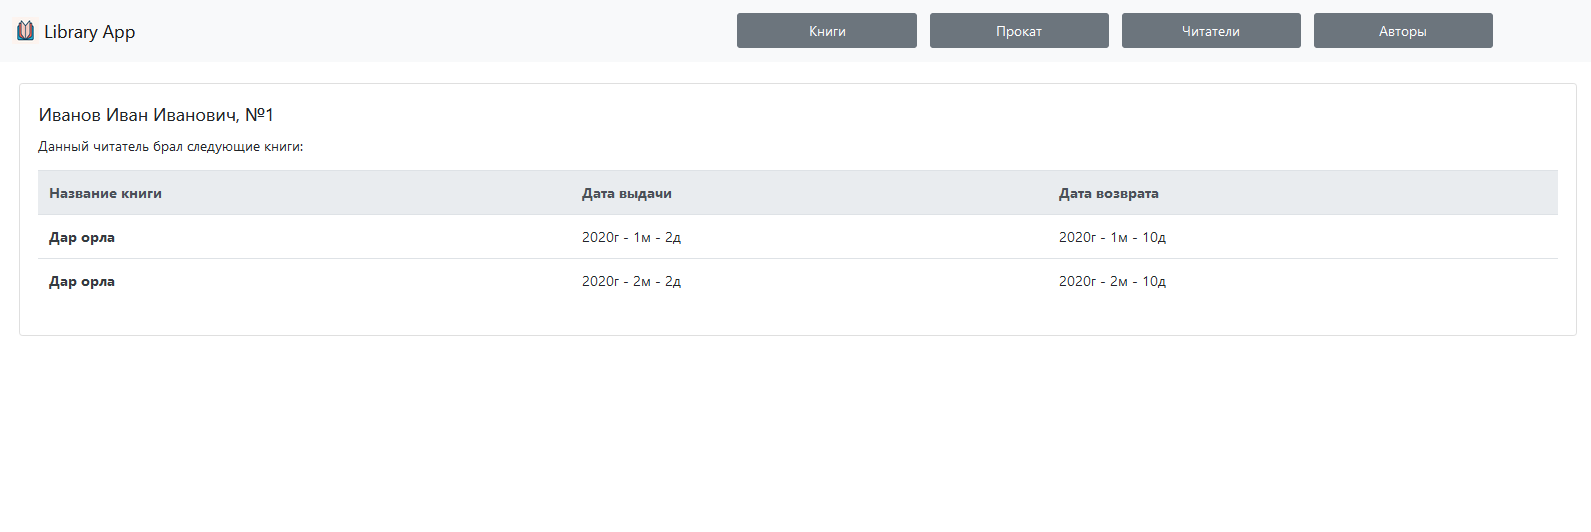 Library App Книги Прокат Читатели Авторы
Иванов Иван Иванович, №1
Данный читатель брал следующие книги:
Название книги Дата выдачи Дата возврата
Дар орла 2020г - 1м - 2д 2020г - 1м - 10д
Дар орла 2020г - 2м - 2д 2020г - 2м - 10д